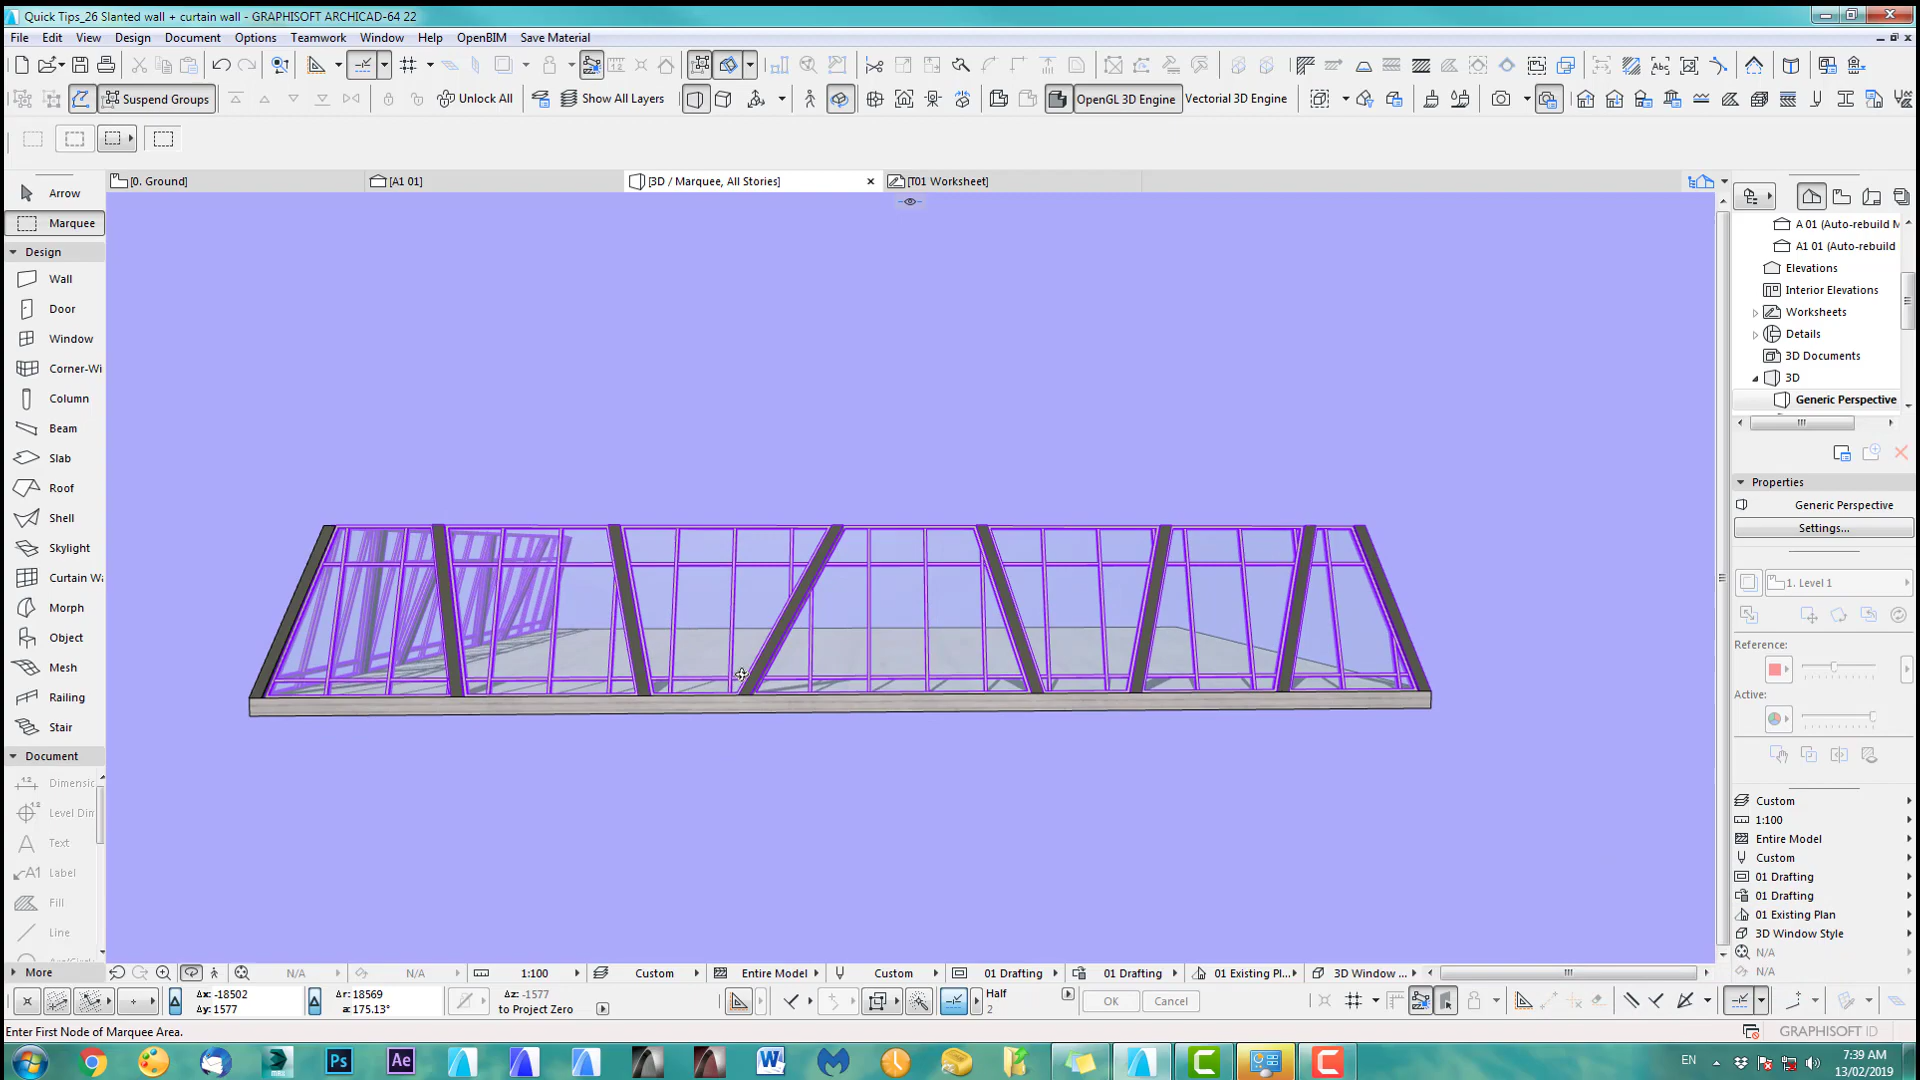 Quick Tips_26 Slanted wall + curtain wall - GRAPHISOFT ARCHICAD-64 22
File Edit View Design Document Options Teamwork Window Help OpenBIM Save Material
Suspend Groups Unlock All Show All Layers OpenGL 3D Engine Vectorial 3D Engine
[0. Ground] [A1 01] [3D / Marquee, All Stories] [T01 Worksheet]
Arrow
Marquee
Design
Wall
Door
Window
Corner-Wi
Column
Beam
Slab
Roof
Shell
Skylight
Curtain Wa
Morph
Object
Mesh
Railing
Stair
Document
Dimensic
Level Din
Text
Label
Fill
Line
More
A 01 (Auto-rebuild M
A1 01 (Auto-rebuild
Elevations
Interior Elevations
Worksheets
Details
3D Documents
3D
Generic Perspective
Properties
Generic Perspective
Settings...
1. Level 1
Reference:
Active:
Custom
1:100
Entire Model
Custom
01 Drafting
01 Drafting
01 Existing Plan
3D Window Style
N/A
N/A
N/A N/A 1:100 Custom Entire Model Custom 01 Drafting 01 Drafting 01 Existing Pl... 3D Window ...
Δx: -18502 Δr: 18569 Δz: -1577 Half
Δy: 1577 a: 175.13° to Project Zero 2 OK Cancel
Enter First Node of Marquee Area.
GRAPHISOFT ID
Ps Ae W C C
EN 7:39 AM
13/02/2019